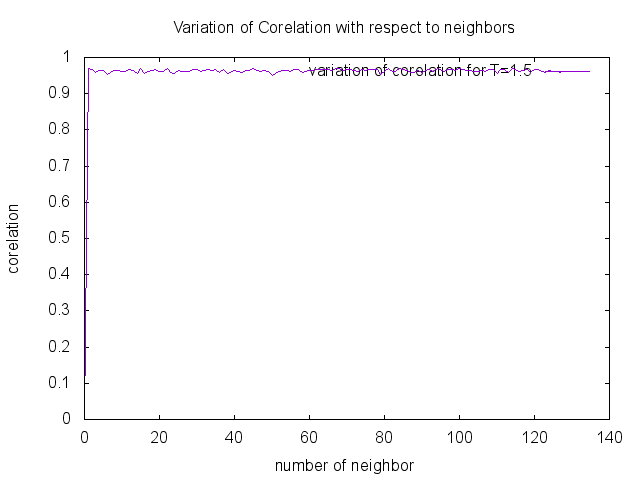 Variation of Corelation with respect to neighbors
1
variation of corolation for T=1.5
0.9
0.8
0.7
0.6
0.5
0.4
0.3
0.2
0.1
0
corelation
0 20 40 60 80 100 120 140
number of neighbor